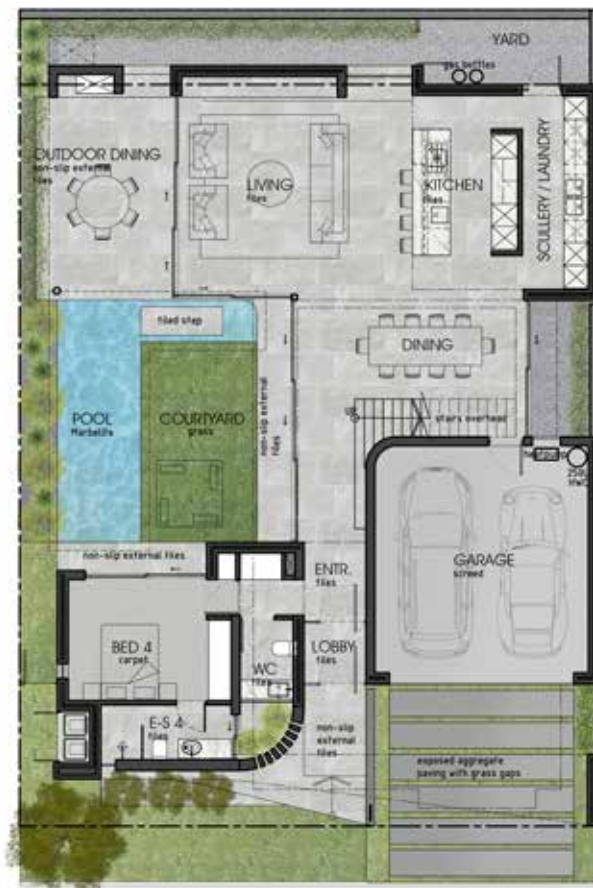 YARD
gas bottles
OUTDOOR DINING
non-slip external
tiles
LIVING
tiles
KITCHEN
tiles
SCULLERY / LAUNDRY
tiled step
DINING
stairs overhead
POOL
Marbelite
COURTYARD
grass
non-slip external
tiles
GARAGE
screed
non-slip external tiles
ENTR.
tiles
BED 4
carpet
WC
tiles
LOBBY
tiles
E-S 4
tiles
non-slip
external
tiles
exposed aggregate
paving with grass gaps